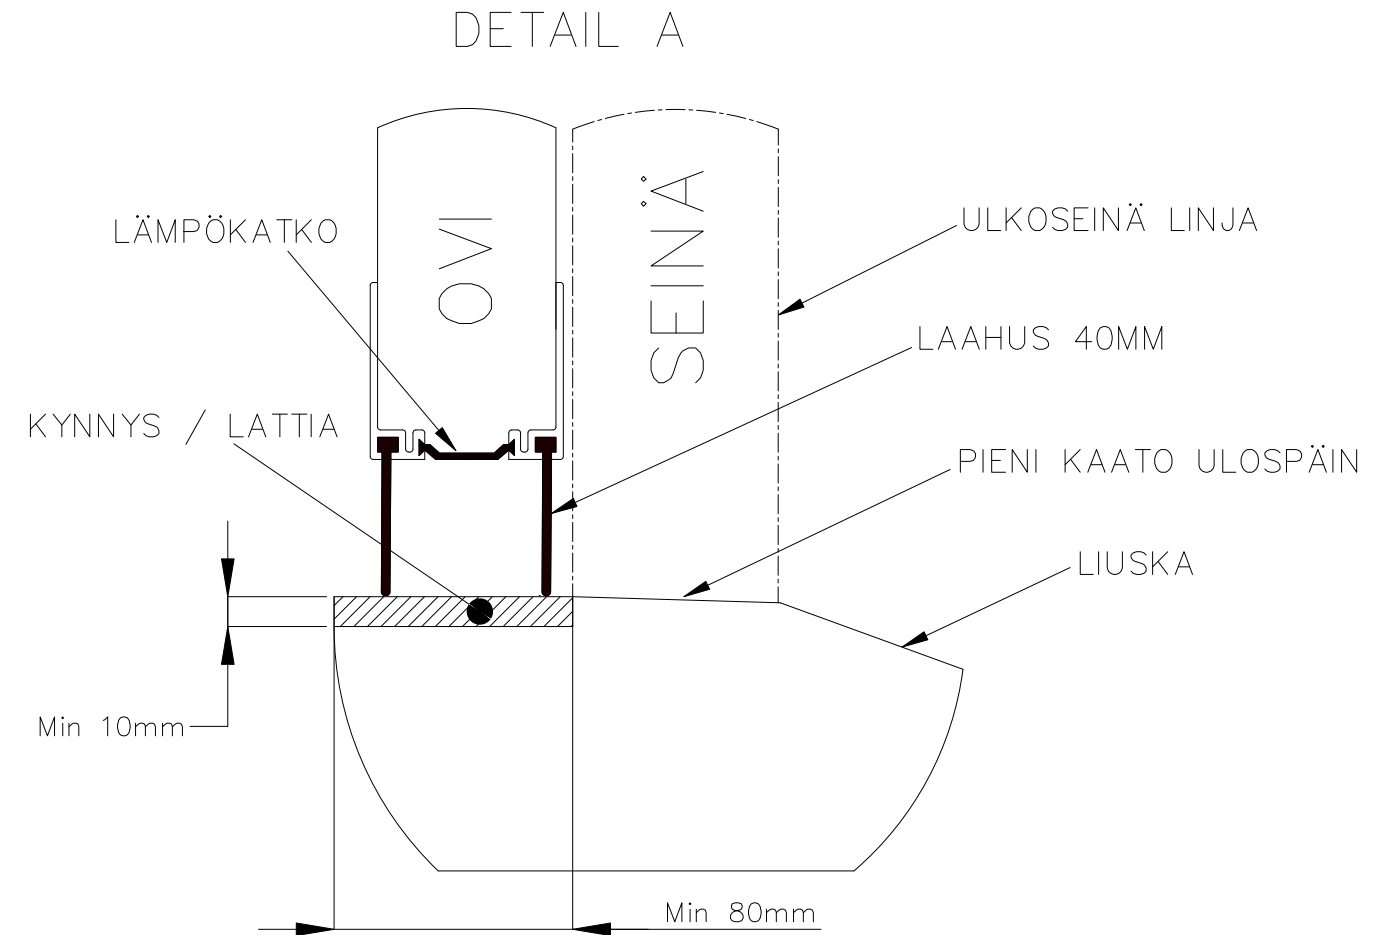 DETAIL A
LÄMPÖKATKO
OVI
SEINÄ
ULKOSEINÄ LINJA
LAAHUS 40MM
KYNNYS / LATTIA
PIENI KAATO ULOSPÄIN
LIUSKA
Min 10mm
Min 80mm